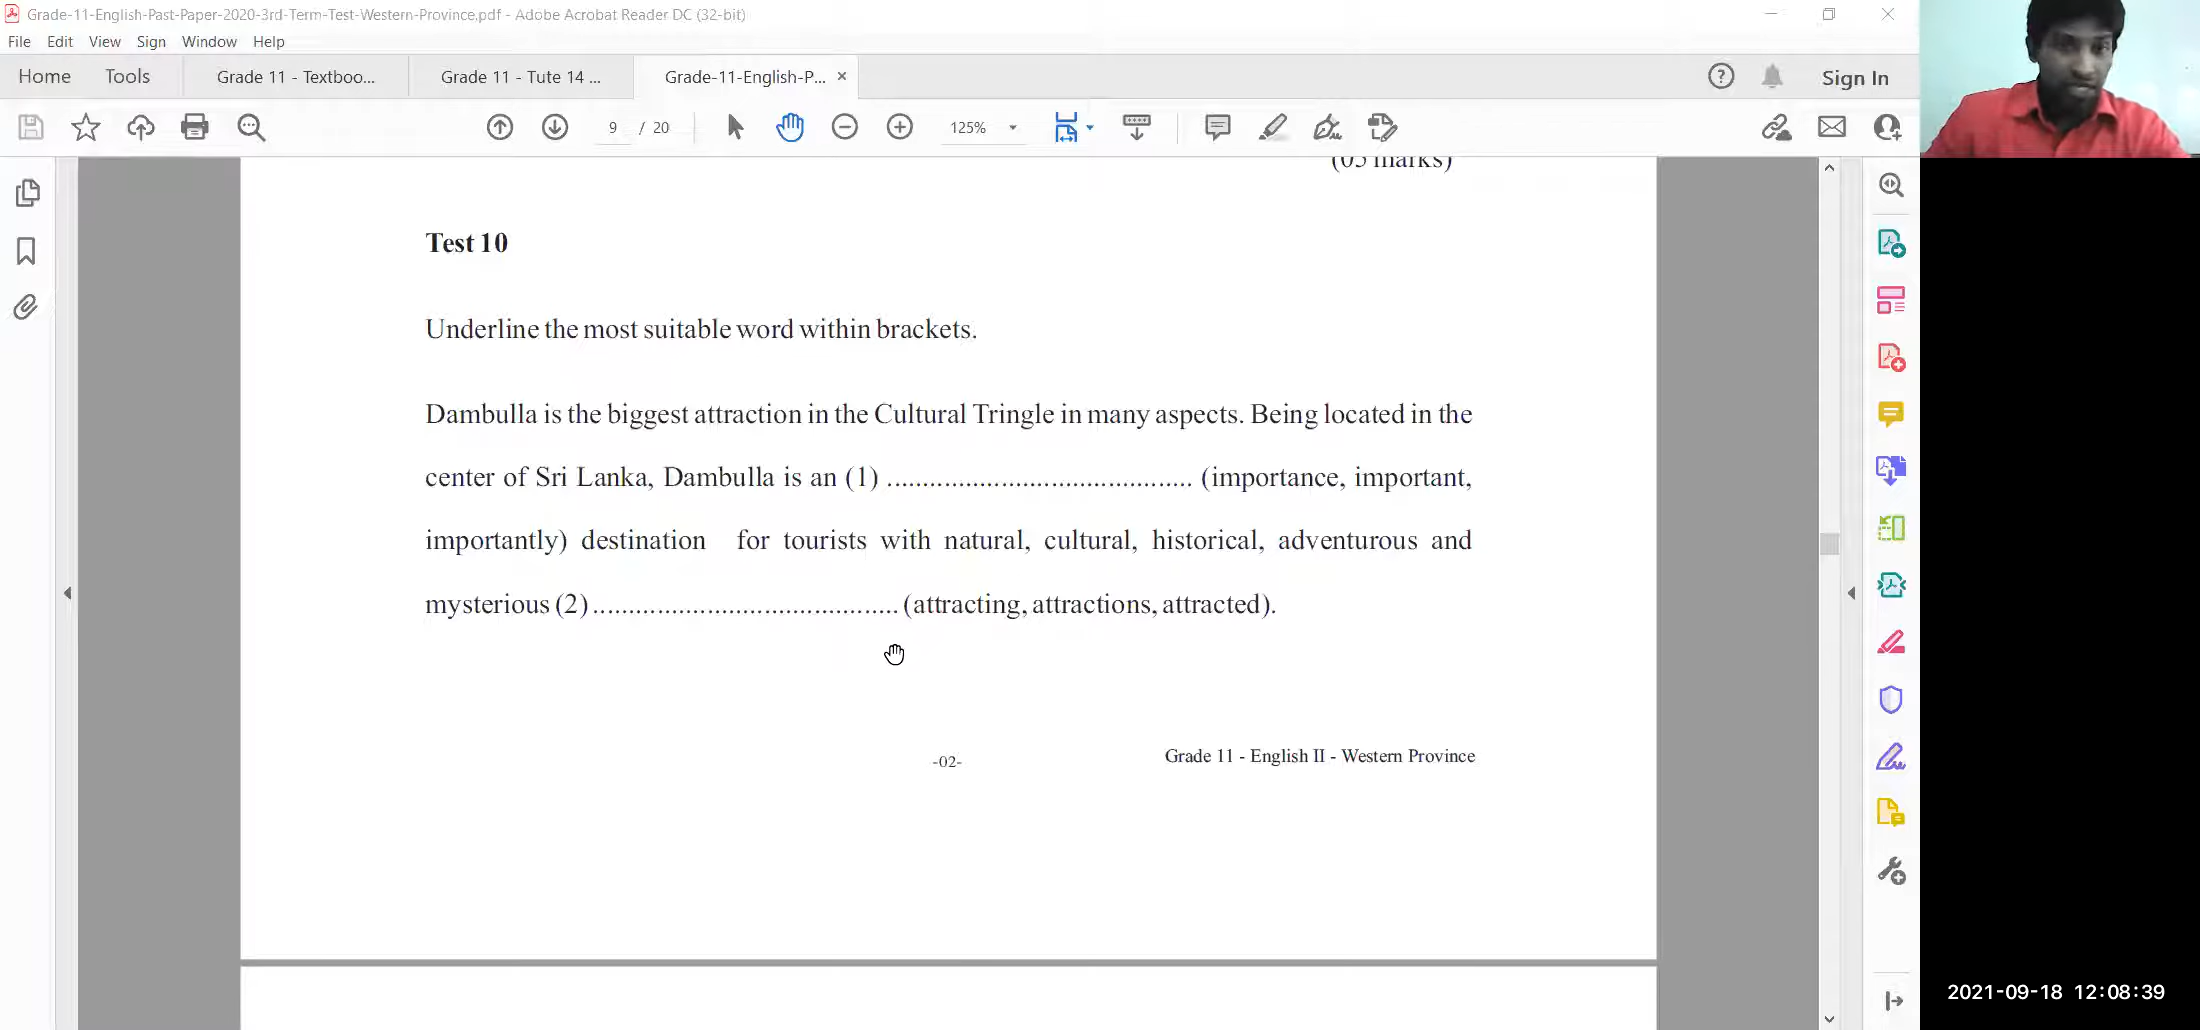 Grade-11-English-Past-Paper-2020-3rd-Term-Test-Western-Province.pdf - Adobe Acrobat Reader DC (32-bit)
File Edit View Sign Window Help
Home Tools Grade 11 - Textboo... Grade 11 - Tute 14 ... Grade-11-English-P... × Sign In
9 / 20 125%
(05 marks)
Test 10
Underline the most suitable word within brackets.
Dambulla is the biggest attraction in the Cultural Tringle in many aspects. Being located in the
center of Sri Lanka, Dambulla is an (1) ........................................... (importance, important,
importantly) destination for tourists with natural, cultural, historical, adventurous and
mysterious (2) ........................................... (attracting, attractions, attracted).
-02-
Grade 11 - English II - Western Province
2021-09-18 12:08:39